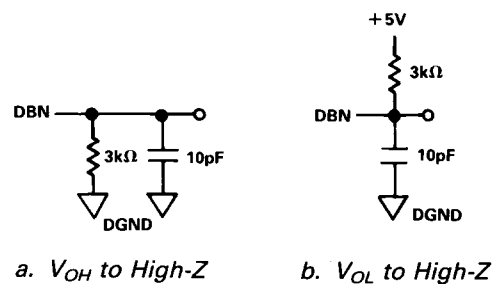 +5V
3kΩ
DBN
3kΩ
10pF
DGND
DBN
10pF
DGND
a. VOH to High-Z
b. VOL to High-Z